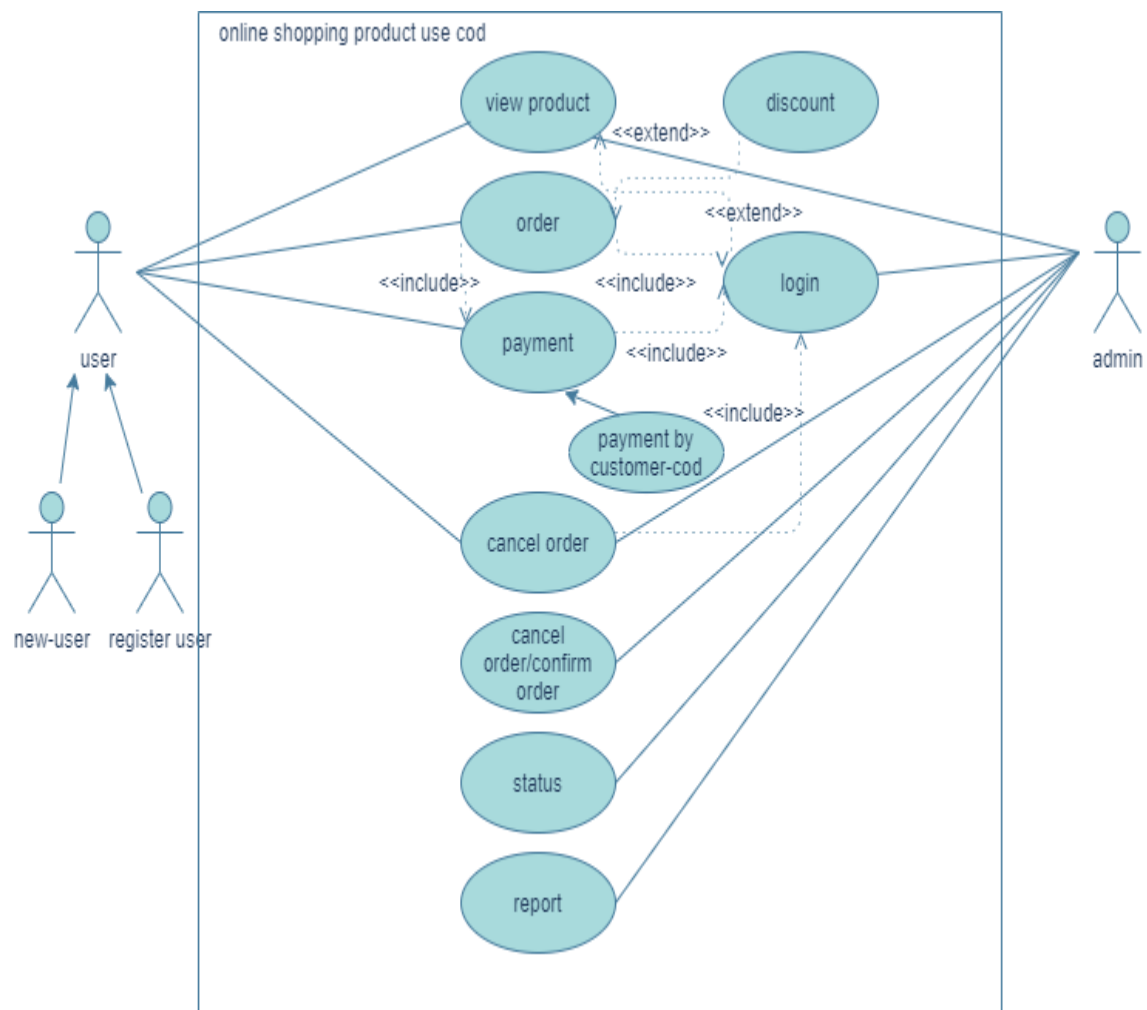 online shopping product use cod
view product
discount
<<extend>>
order
<<extend>>
<<include>>
<<include>>
login
payment
<<include>>
user
admin
<<include>>
payment by
customer-cod
cancel order
new-user
register user
cancel
order/confirm
order
status
report